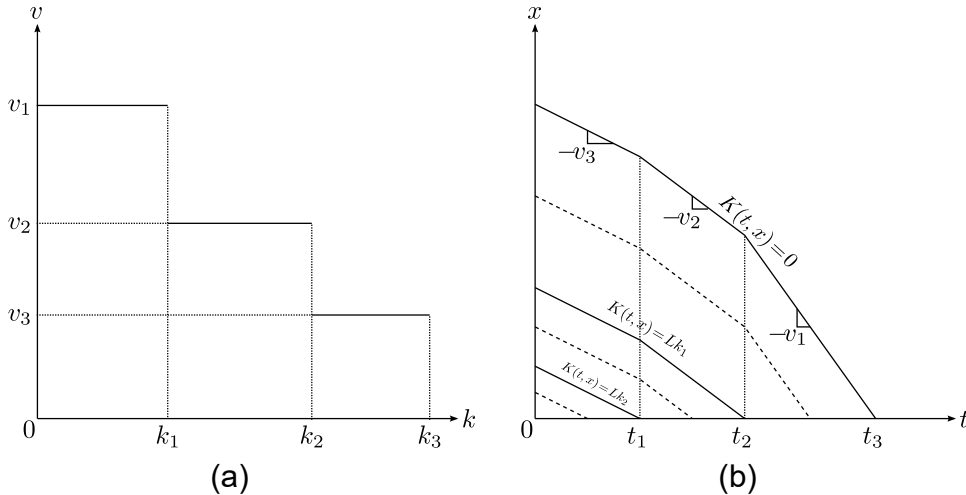 v
v₁
v₂
v₃
0
k₁
k₂
k₃
k
(a)
x
−v₃
−v₂
K(t,x)=0
−v₁
K(t,x)=Lk₁
K(t,x)=Lk₂
0
t₁
t₂
t₃
t
(b)